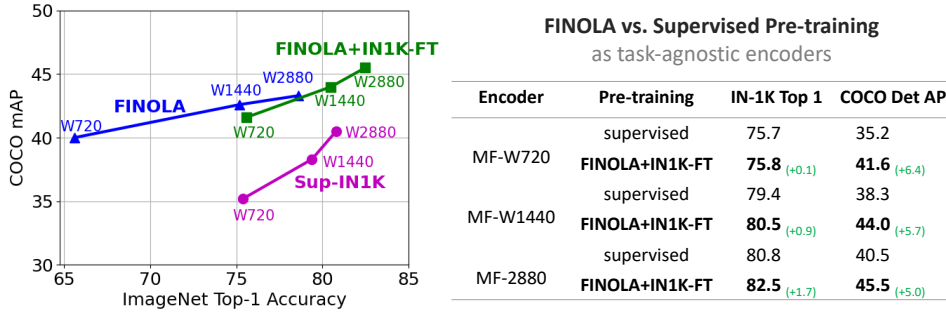 50
45
40
35
30
COCO mAP
65
70
75
80
85
ImageNet Top-1 Accuracy
FINOLA+IN1K-FT
W2880
W2880
W1440
W1440
FINOLA
W720
W720
W2880
W1440
Sup-IN1K
W720
FINOLA vs. Supervised Pre-training
as task-agnostic encoders
Encoder Pre-training IN-1K Top 1 COCO Det AP
MF-W720
supervised 75.7 35.2
FINOLA+IN1K-FT 75.8 (+0.1) 41.6 (+6.4)
MF-W1440
supervised 79.4 38.3
FINOLA+IN1K-FT 80.5 (+0.9) 44.0 (+5.7)
MF-2880
supervised 80.8 40.5
FINOLA+IN1K-FT 82.5 (+1.7) 45.5 (+5.0)